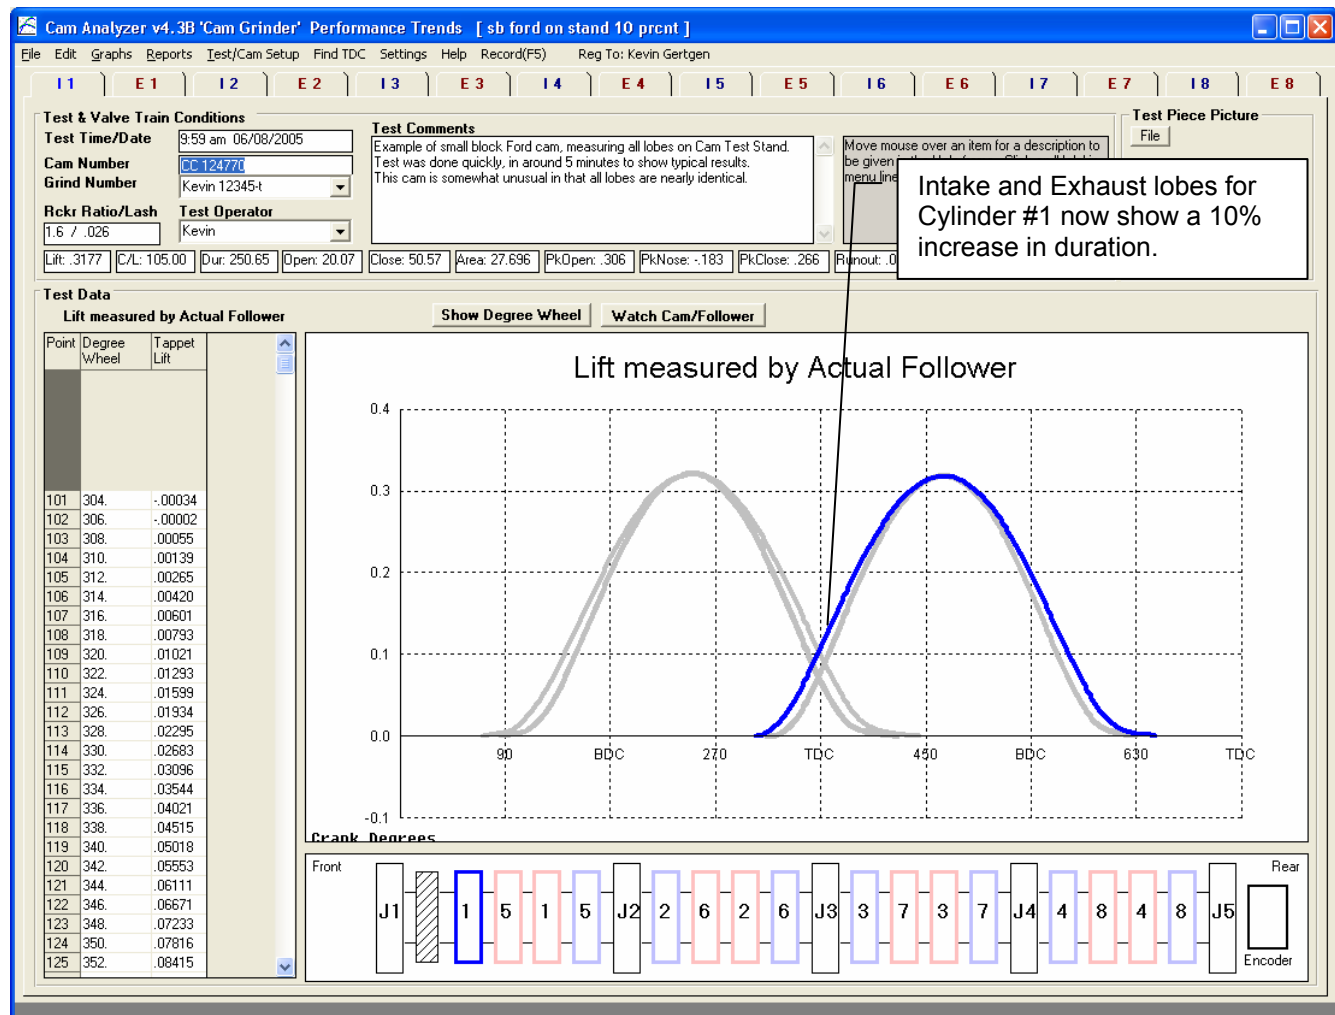 Cam Analyzer v4.3B 'Cam Grinder'  Performance Trends   [ sb ford on stand 10 prcnt ]
File  Edit  Graphs  Reports  Test/Cam Setup  Find TDC  Settings  Help  Record(F5)  Reg To: Kevin Gertgen
I 1  E 1  I 2  E 2  I 3  E 3  I 4  E 4  I 5  E 5  I 6  E 6  I 7  E 7  I 8  E 8
Test & Valve Train Conditions
Test Time/Date  9:59 am  06/08/2005
Cam Number  CC 124770
Grind Number  Kevin 12345-t
Rckr Ratio/Lash  Test Operator
1.6 / .026  Kevin
Test Comments
Example of small block Ford cam, measuring all lobes on Cam Test Stand.
Test was done quickly, in around 5 minutes to show typical results.
This cam is somewhat unusual in that all lobes are nearly identical.
Move mouse over an item for a description to
be given
menu line
Test Piece Picture
File
Intake and Exhaust lobes for
Cylinder #1 now show a 10%
increase in duration.
Lift: .3177  C/L: 105.00  Dur: 250.65  Open: 20.07  Close: 50.57  Area: 27.696  PkOpen: .306  PkNose: -.183  PkClose: .266  Runout: .0
Test Data
Lift measured by Actual Follower
Show Degree Wheel  Watch Cam/Follower
Point  Degree Wheel  Tappet Lift
101  304.  -.00034
102  306.  -.00002
103  308.  .00055
104  310.  .00139
105  312.  .00265
106  314.  .00420
107  316.  .00601
108  318.  .00793
109  320.  .01021
110  322.  .01293
111  324.  .01599
112  326.  .01934
113  328.  .02295
114  330.  .02683
115  332.  .03096
116  334.  .03544
117  336.  .04021
118  338.  .04515
119  340.  .05018
120  342.  .05553
121  344.  .06111
122  346.  .06671
123  348.  .07233
124  350.  .07816
125  352.  .08415
Lift measured by Actual Follower
0.4
0.3
0.2
0.1
0.0
-0.1
90  BDC  270  TDC  450  BDC  630  TDC
Crank Degrees
Front  Rear
J1  1  5  1  5  J2  2  6  2  6  J3  3  7  3  7  J4  4  8  4  8  J5
Encoder